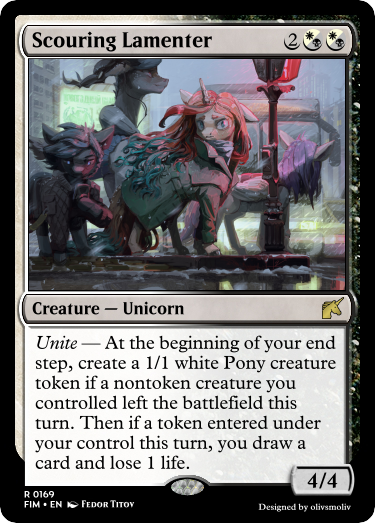 Scouring Lamenter 2
Creature — Unicorn
Unite — At the beginning of your end
step, create a 1/1 white Pony creature
token if a nontoken creature you
controlled left the battlefield this
turn. Then if a token entered under
your control this turn, you draw a
card and lose 1 life.
4/4
R 0169
FIM • EN Fedor Titov
Designed by olivsmoliv